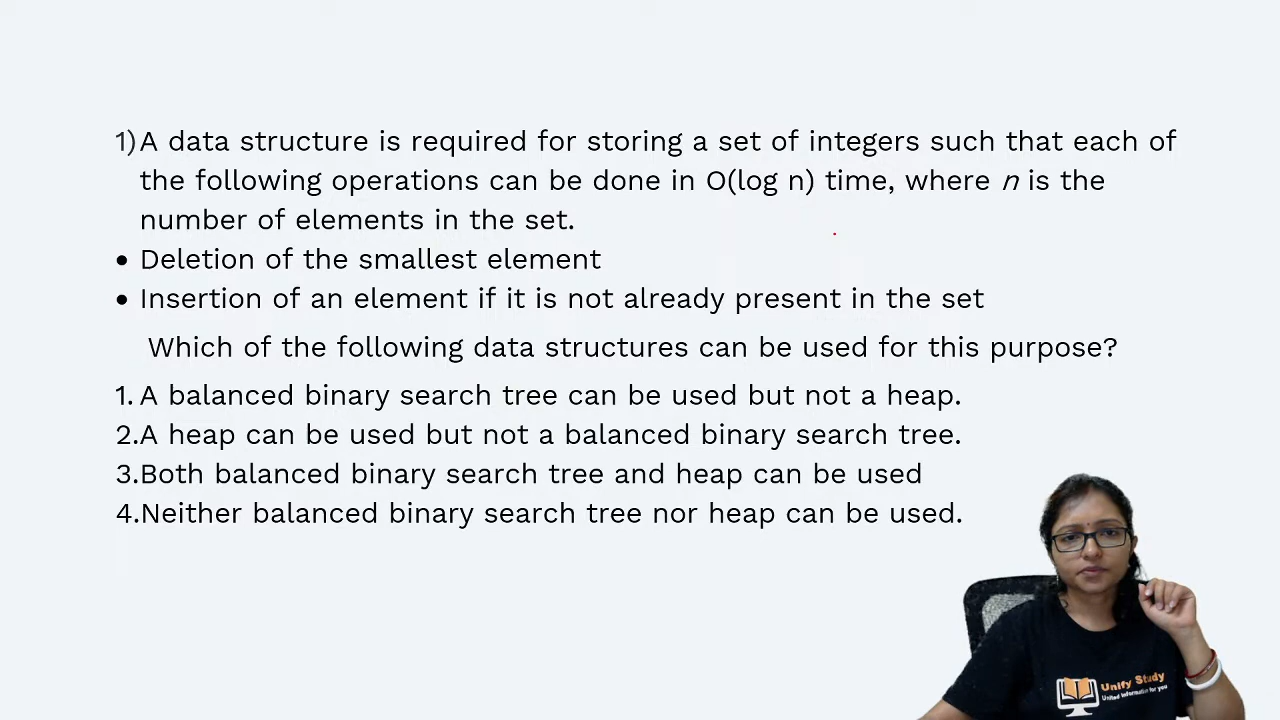 1) A data structure is required for storing a set of integers such that each of
the following operations can be done in O(log n) time, where n is the
number of elements in the set.
• Deletion of the smallest element
• Insertion of an element if it is not already present in the set
Which of the following data structures can be used for this purpose?
1. A balanced binary search tree can be used but not a heap.
2.A heap can be used but not a balanced binary search tree.
3.Both balanced binary search tree and heap can be used
4.Neither balanced binary search tree nor heap can be used.
Unify Study
United Information for you